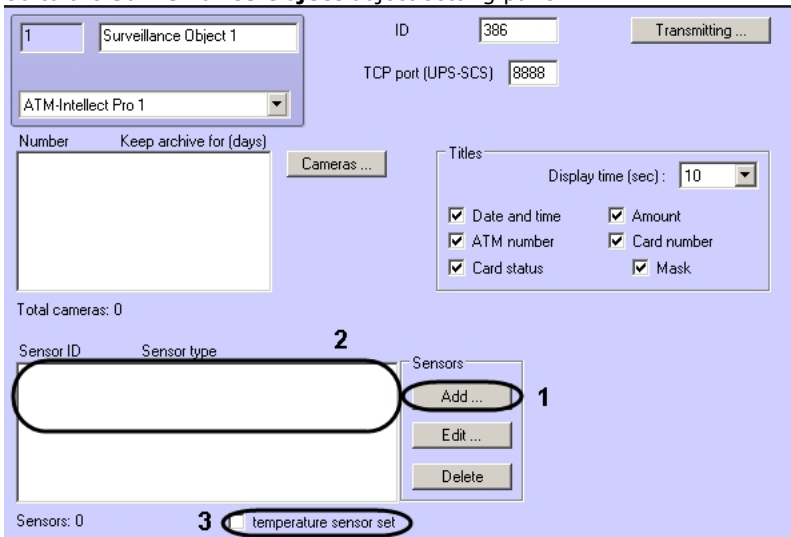 1 Surveillance Object 1 ID 386 Transmitting ...
TCP port (UPS-SCS) 8888
ATM-Intellect Pro 1
Number Keep archive for (days)
Cameras ...
Titles
Display time (sec) : 10
Date and time Amount
ATM number Card number
Card status Mask
Total cameras: 0
Sensor ID Sensor type 2
Sensors
Add ... 1
Edit ...
Delete
Sensors: 0 3 temperature sensor set